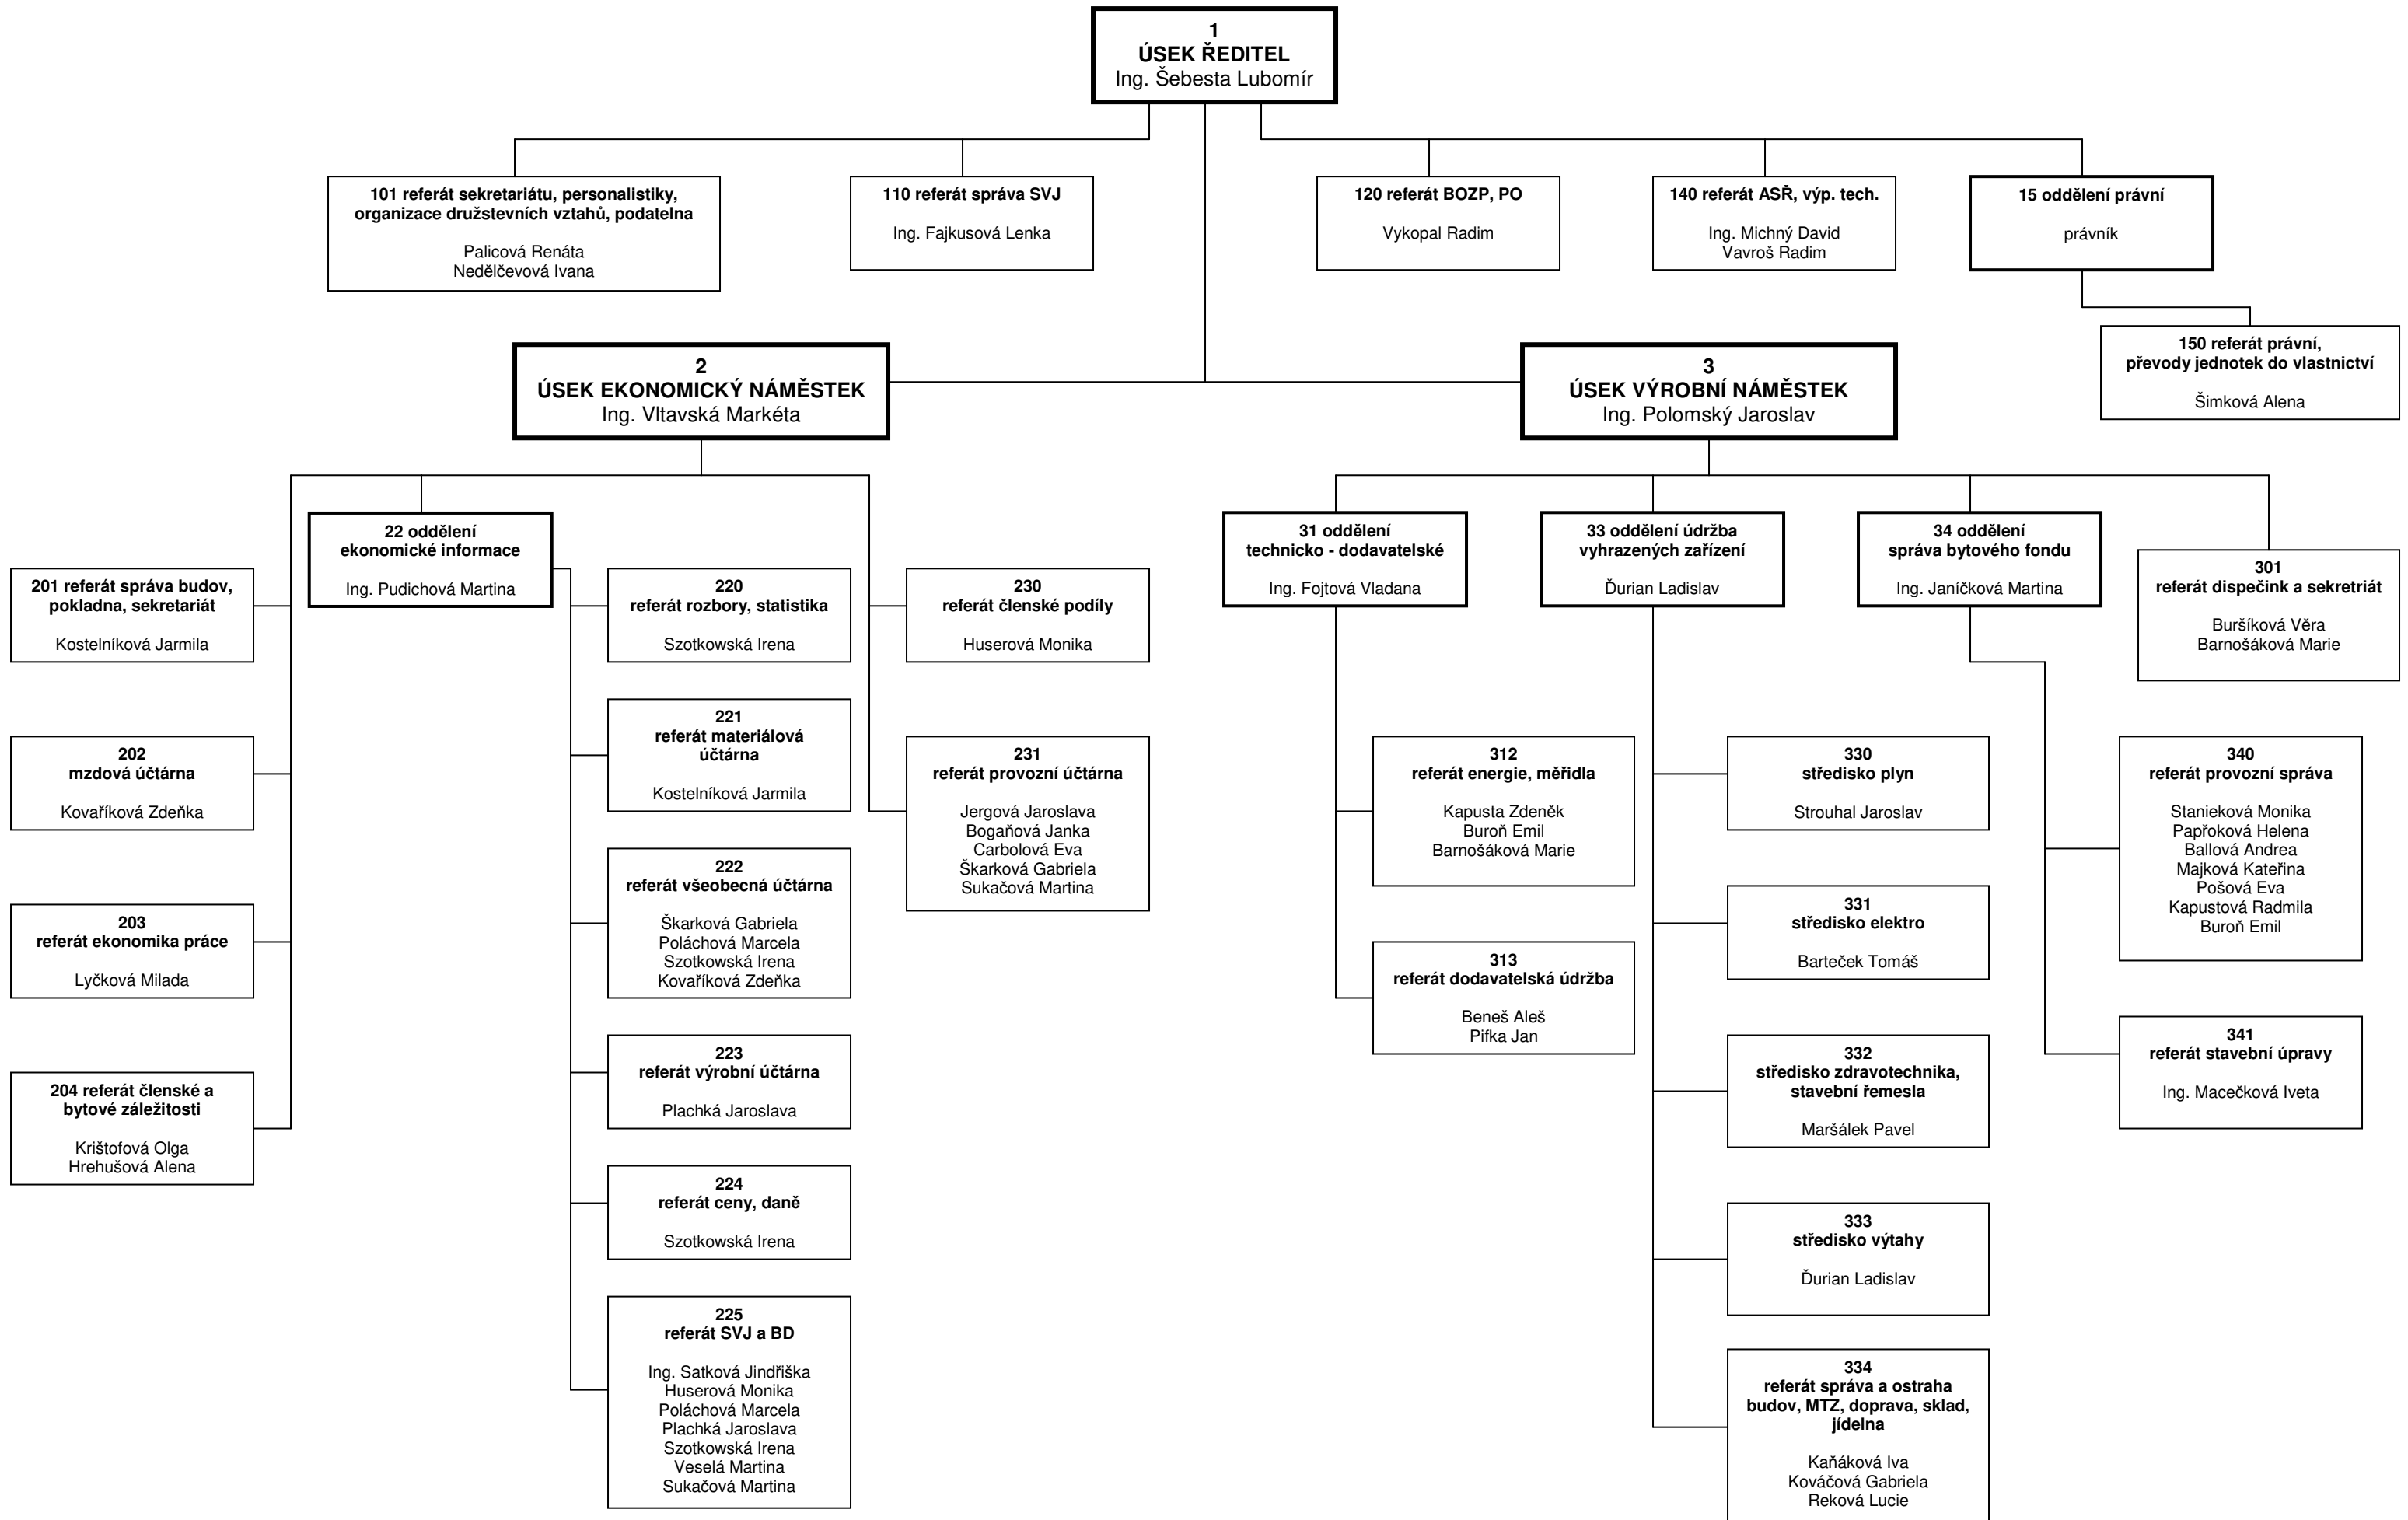 1
ÚSEK ŘEDITEL
Ing. Šebesta Lubomír
101 referát sekretariátu, personalistiky,
organizace družstevních vztahů, podatelna
Palicová Renáta
Nedělčevová Ivana
110 referát správa SVJ
Ing. Fajkusová Lenka
120 referát BOZP, PO
Vykopal Radim
140 referát ASŘ, výp. tech.
Ing. Michný David
Vavroš Radim
15 oddělení právní
právník
150 referát právní,
převody jednotek do vlastnictví
Šimková Alena
2
ÚSEK EKONOMICKÝ NÁMĚSTEK
Ing. Vltavská Markéta
3
ÚSEK VÝROBNÍ NÁMĚSTEK
Ing. Polomský Jaroslav
22 oddělení
ekonomické informace
Ing. Pudichová Martina
201 referát správa budov,
pokladna, sekretariát
Kostelníková Jarmila
202
mzdová účtárna
Kovaříková Zdeňka
203
referát ekonomika práce
Lyčková Milada
204 referát členské a
bytové záležitosti
Krištofová Olga
Hrehušová Alena
220
referát rozbory, statistika
Szotkowská Irena
221
referát materiálová
účtárna
Kostelníková Jarmila
222
referát všeobecná účtárna
Škarková Gabriela
Poláchová Marcela
Szotkowská Irena
Kovaříková Zdeňka
223
referát výrobní účtárna
Plachká Jaroslava
224
referát ceny, daně
Szotkowská Irena
225
referát SVJ a BD
Ing. Satková Jindřiška
Huserová Monika
Poláchová Marcela
Plachká Jaroslava
Szotkowská Irena
Veselá Martina
Sukačová Martina
230
referát členské podíly
Huserová Monika
231
referát provozní účtárna
Jergová Jaroslava
Bogaňová Janka
Carbolová Eva
Škarková Gabriela
Sukačová Martina
31 oddělení
technicko - dodavatelské
Ing. Fojtová Vladana
33 oddělení údržba
vyhrazených zařízení
Ďurian Ladislav
34 oddělení
správa bytového fondu
Ing. Janíčková Martina
301
referát dispečink a sekretriát
Buršíková Věra
Barnošáková Marie
312
referát energie, měřidla
Kapusta Zdeněk
Buroň Emil
Barnošáková Marie
313
referát dodavatelská údržba
Beneš Aleš
Pifka Jan
330
středisko plyn
Strouhal Jaroslav
331
středisko elektro
Barteček Tomáš
332
středisko zdravotechnika,
stavební řemesla
Maršálek Pavel
333
středisko výtahy
Ďurian Ladislav
334
referát správa a ostraha
budov, MTZ, doprava, sklad,
jídelna
Kaňáková Iva
Kováčová Gabriela
Reková Lucie
340
referát provozní správa
Stanieková Monika
Papřoková Helena
Ballová Andrea
Majková Kateřina
Pošová Eva
Kapustová Radmila
Buroň Emil
341
referát stavební úpravy
Ing. Macečková Iveta